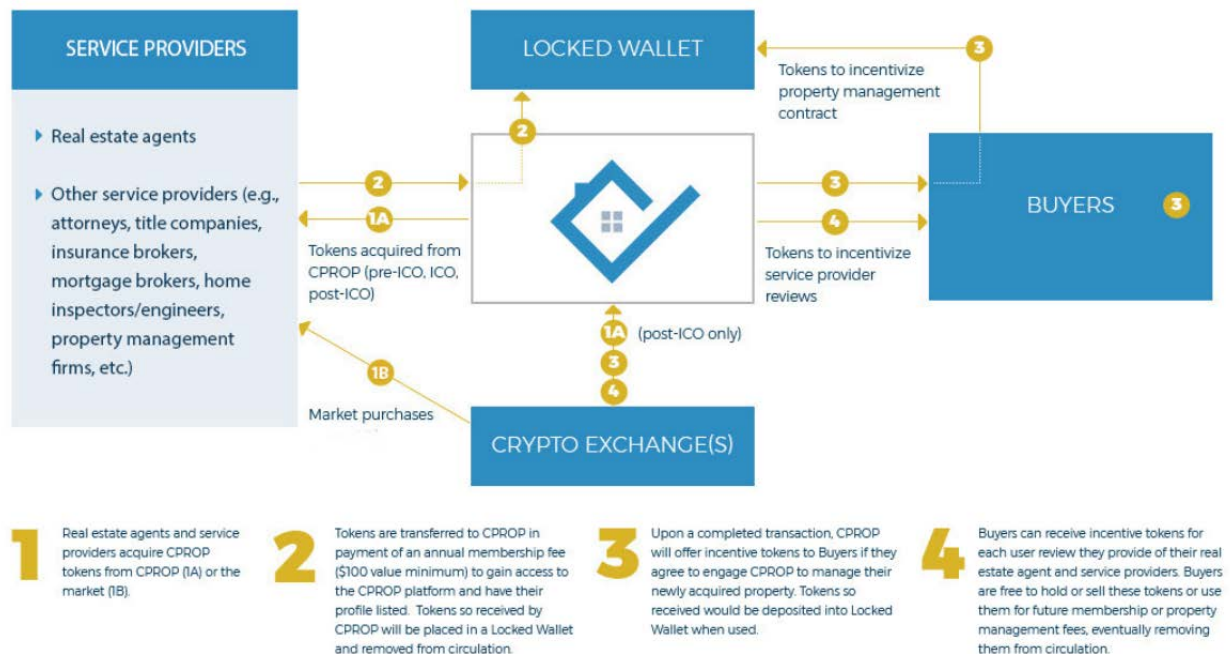 SERVICE PROVIDERS
Real estate agents
Other service providers (e.g.,
attorneys, title companies,
insurance brokers,
mortgage brokers, home
inspectors/engineers,
property management
firms, etc.)
LOCKED WALLET
3
Tokens to incentivize
property management
contract
2
2
1A
Tokens acquired from
CPROP (pre-ICO, ICO,
post-ICO)
3
4
Tokens to incentivize
service provider
reviews
BUYERS
3
1A
(post-ICO only)
3
4
1B
Market purchases
CRYPTO EXCHANGE(S)
1
Real estate agents and service
providers acquire CPROP
tokens from CPROP (1A) or the
market (1B).
2
Tokens are transferred to CPROP in
payment of an annual membership fee
($100 value minimum) to gain access to
the CPROP platform and have their
profile listed. Tokens so received by
CPROP will be placed in a Locked Wallet
and removed from circulation.
3
Upon a completed transaction, CPROP
will offer incentive tokens to Buyers if they
agree to engage CPROP to manage their
newly acquired property. Tokens so
received would be deposited into Locked
Wallet when used.
4
Buyers can receive incentive tokens for
each user review they provide of their real
estate agent and service providers. Buyers
are free to hold or sell these tokens or use
them for future membership or property
management fees, eventually removing
them from circulation.